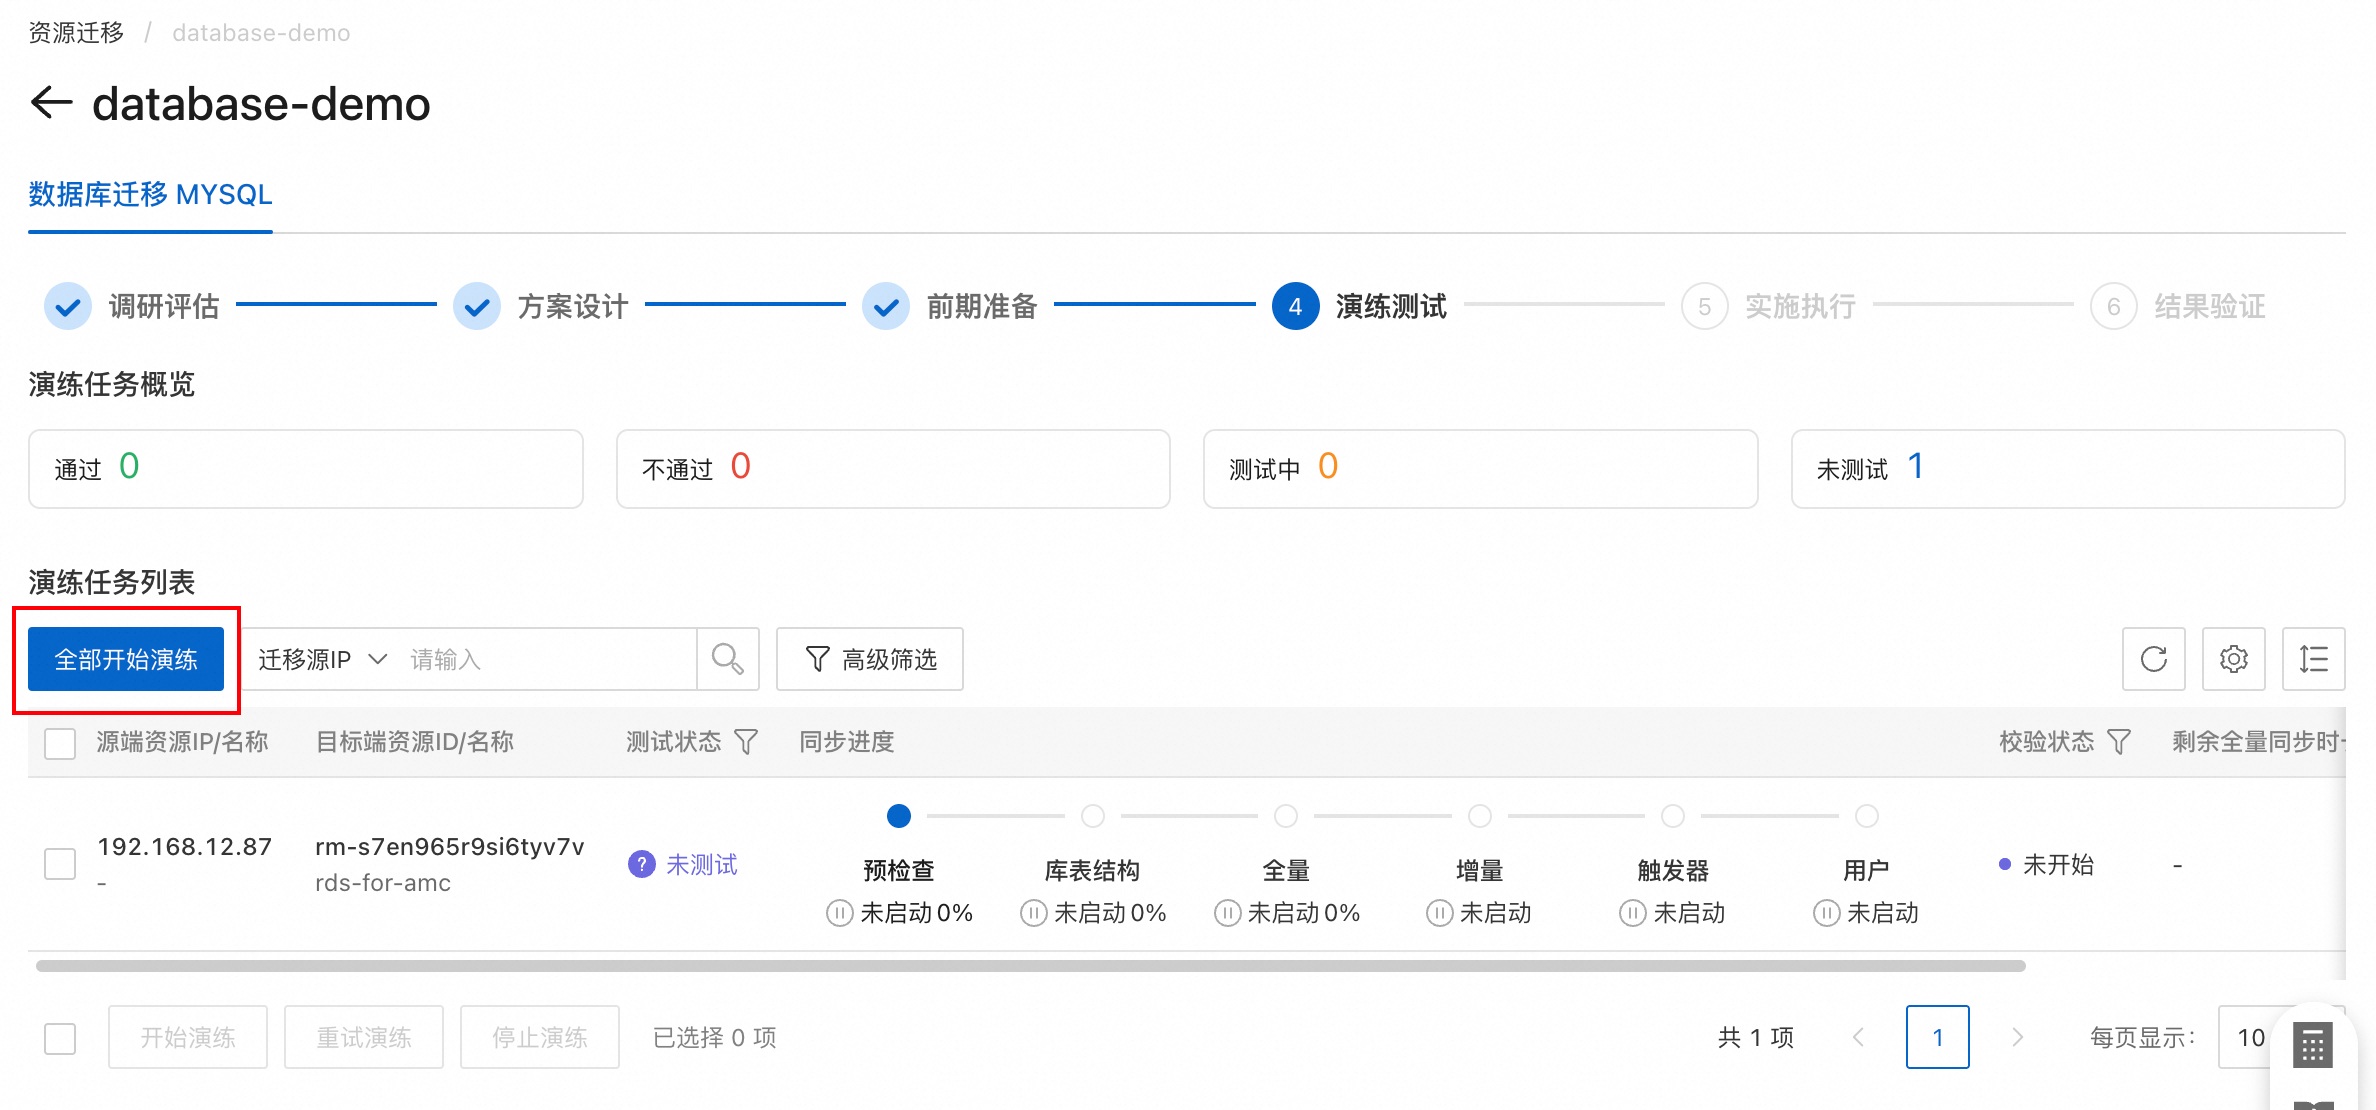 资源迁移 / database-demo
database-demo
数据库迁移 MYSQL
调研评估 方案设计 前期准备 4 演练测试 5 实施执行 6 结果验证
演练任务概览
通过 0 不通过 0 测试中 0 未测试 1
演练任务列表
全部开始演练 迁移源IP 请输入 高级筛选
源端资源IP/名称 目标端资源ID/名称 测试状态 同步进度 校验状态 剩余全量同步时
192.168.12.87 rm-s7en965r9si6tyv7v ? 未测试 预检查 库表结构 全量 增量 触发器 用户 未开始 -
- rds-for-amc 未启动 0% 未启动 0% 未启动 0% 未启动 未启动 未启动
开始演练 重试演练 停止演练 已选择 0 项 共 1 项 1 每页显示: 10